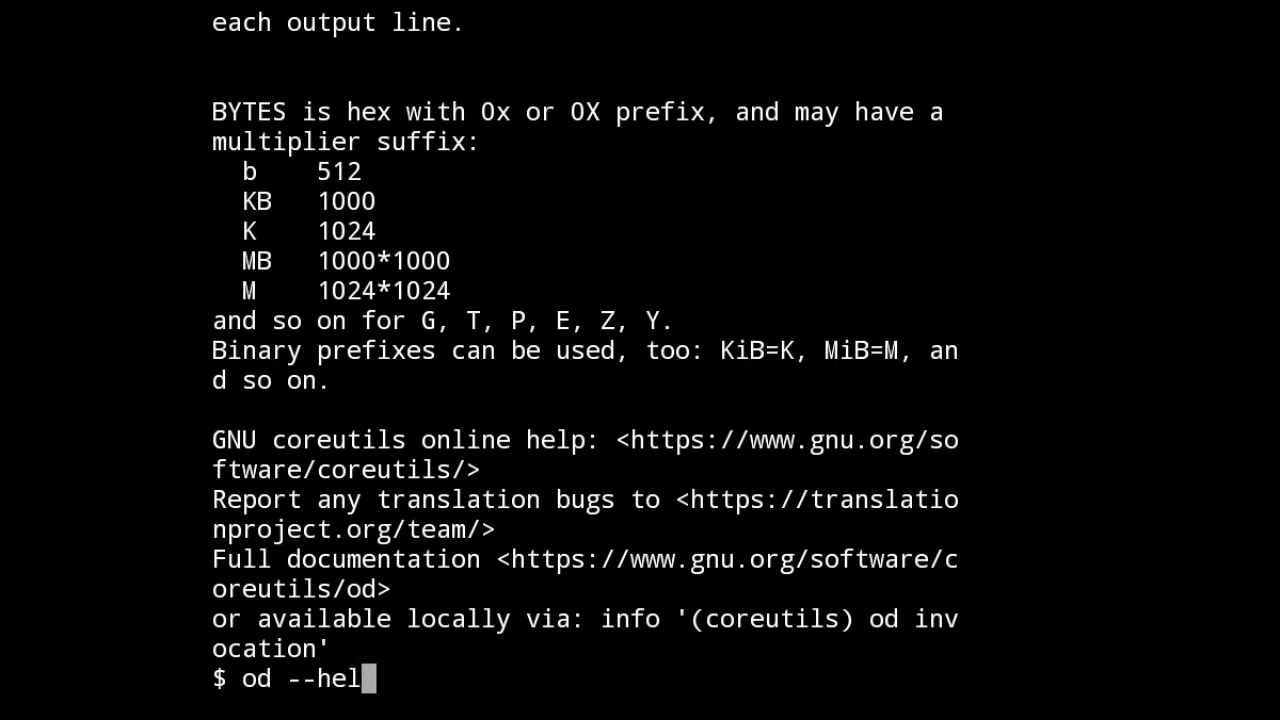 each output line.
BYTES is hex with 0x or 0X prefix, and may have a
multiplier suffix:
b    512
KB   1000
K    1024
MB   1000*1000
M    1024*1024
and so on for G, T, P, E, Z, Y.
Binary prefixes can be used, too: KiB=K, MiB=M, an
d so on.
GNU coreutils online help: <https://www.gnu.org/so
ftware/coreutils/>
Report any translation bugs to <https://translatio
nproject.org/team/>
Full documentation <https://www.gnu.org/software/c
oreutils/od>
or available locally via: info '(coreutils) od inv
ocation'
$ od --hel